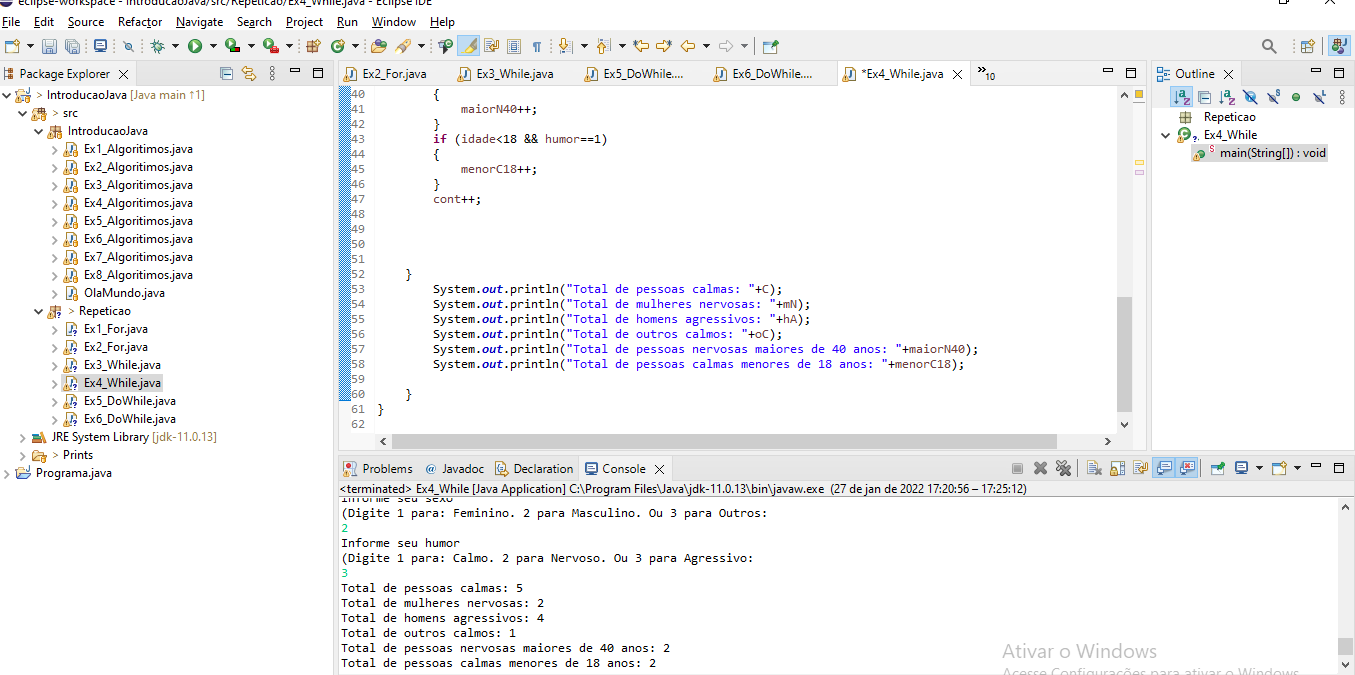 eclipse-workspace - IntroducaoJava/src/Repeticao/Ex4_While.java - Eclipse IDE
File Edit Source Refactor Navigate Search Project Run Window Help
Package Explorer
IntroducaoJava [Java main ↑1]
> src
IntroducaoJava
Ex1_Algoritimos.java
Ex2_Algoritimos.java
Ex3_Algoritimos.java
Ex4_Algoritimos.java
Ex5_Algoritimos.java
Ex6_Algoritimos.java
Ex7_Algoritimos.java
Ex8_Algoritimos.java
OlaMundo.java
> Repeticao
Ex1_For.java
Ex2_For.java
Ex3_While.java
Ex4_While.java
Ex5_DoWhile.java
Ex6_DoWhile.java
JRE System Library [jdk-11.0.13]
> Prints
Programa.java
Ex2_For.java Ex3_While.java Ex5_DoWhile.... Ex6_DoWhile.... *Ex4_While.java »10
40 {
41 maiorN40++;
42 }
43 if (idade<18 && humor==1)
44 {
45 menorC18++;
46 }
47 cont++;
48
49
50
51
52 }
53 System.out.println("Total de pessoas calmas: "+C);
54 System.out.println("Total de mulheres nervosas: "+mN);
55 System.out.println("Total de homens agressivos: "+hA);
56 System.out.println("Total de outros calmos: "+oC);
57 System.out.println("Total de pessoas nervosas maiores de 40 anos: "+maiorN40);
58 System.out.println("Total de pessoas calmas menores de 18 anos: "+menorC18);
59
60 }
61 }
62
Outline
Repeticao
Ex4_While
main(String[]) : void
Problems @ Javadoc Declaration Console
<terminated> Ex4_While [Java Application] C:\Program Files\Java\jdk-11.0.13\bin\javaw.exe (27 de jan de 2022 17:20:56 – 17:25:12)
Informe seu sexo
(Digite 1 para: Feminino. 2 para Masculino. Ou 3 para Outros:
2
Informe seu humor
(Digite 1 para: Calmo. 2 para Nervoso. Ou 3 para Agressivo:
3
Total de pessoas calmas: 5
Total de mulheres nervosas: 2
Total de homens agressivos: 4
Total de outros calmos: 1
Total de pessoas nervosas maiores de 40 anos: 2
Total de pessoas calmas menores de 18 anos: 2
Ativar o Windows
Acesse Configurações para ativar o Windows.